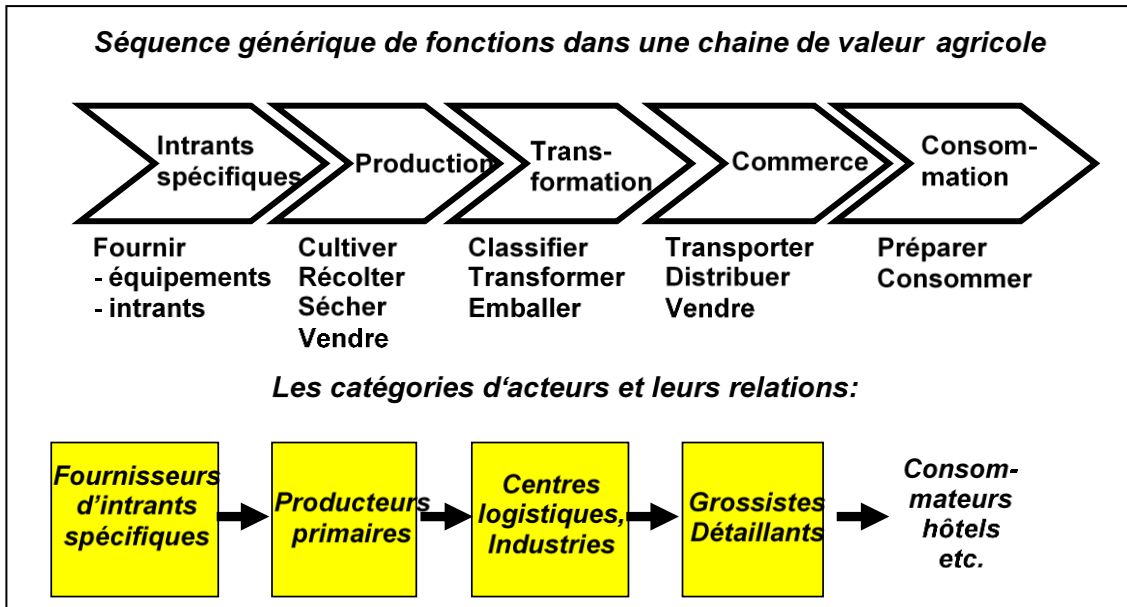 Séquence générique de fonctions dans une chaine de valeur agricole
Intrants
spécifiques
Production
Trans-
formation
Commerce
Consom-
mation
Fournir
- équipements
- intrants
Cultiver
Récolter
Sécher
Vendre
Classifier
Transformer
Emballer
Transporter
Distribuer
Vendre
Préparer
Consommer
Les catégories d‘acteurs et leurs relations:
Fournisseurs
d’intrants
spécifiques
Producteurs
primaires
Centres
logistiques,
Industries
Grossistes
Détaillants
Consom-
mateurs
hôtels
etc.